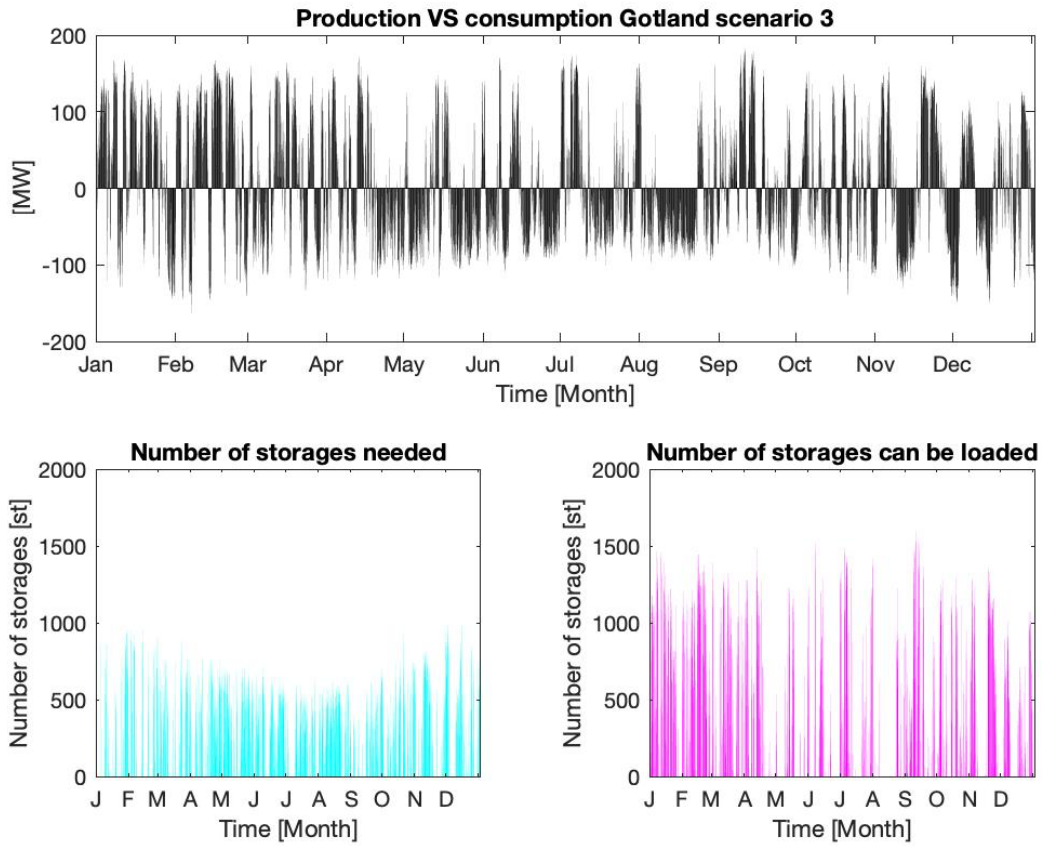 Production VS consumption Gotland scenario 3
[MW]
200
100
0
-100
-200
Jan Feb Mar Apr May Jun Jul Aug Sep Oct Nov Dec
Time [Month]
Number of storages needed
Number of storages [st]
2000
1500
1000
500
0
J F M A M J J A S O N D
Time [Month]
Number of storages can be loaded
Number of storages [st]
2000
1500
1000
500
0
J F M A M J J A S O N D
Time [Month]